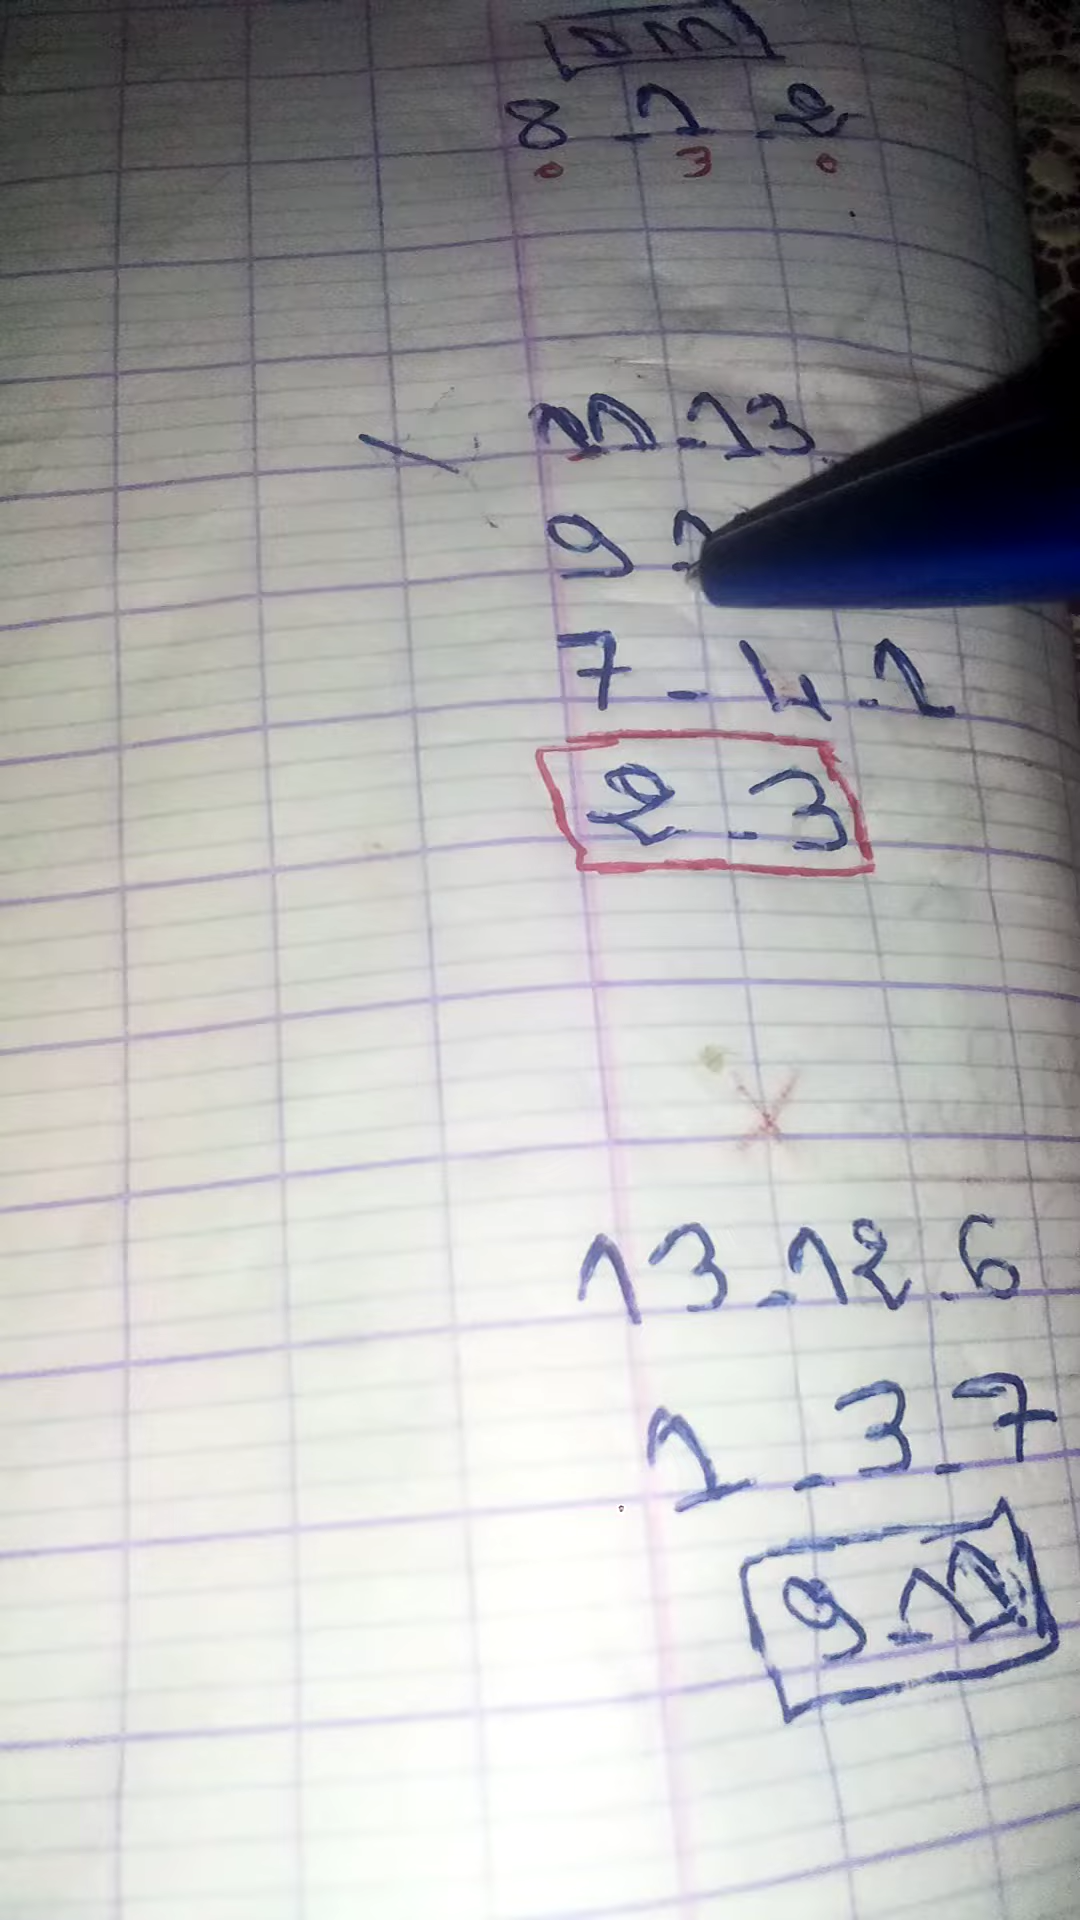 8 - 1 - 2
0 3 0
11 - 13
9
7 - 4 - 1
2 - 3
13 - 12 - 6
1 - 3 - 7
9 - 11